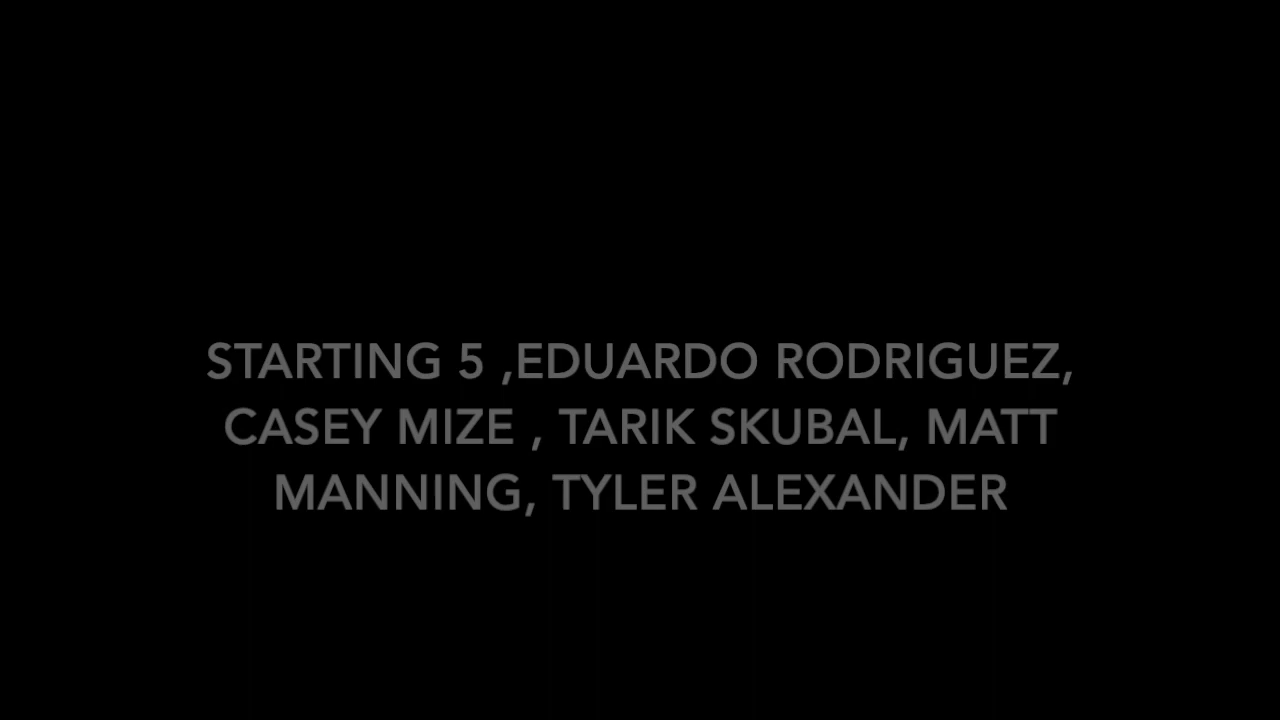 STARTING 5 ,EDUARDO RODRIGUEZ,
CASEY MIZE , TARIK SKUBAL, MATT
MANNING, TYLER ALEXANDER